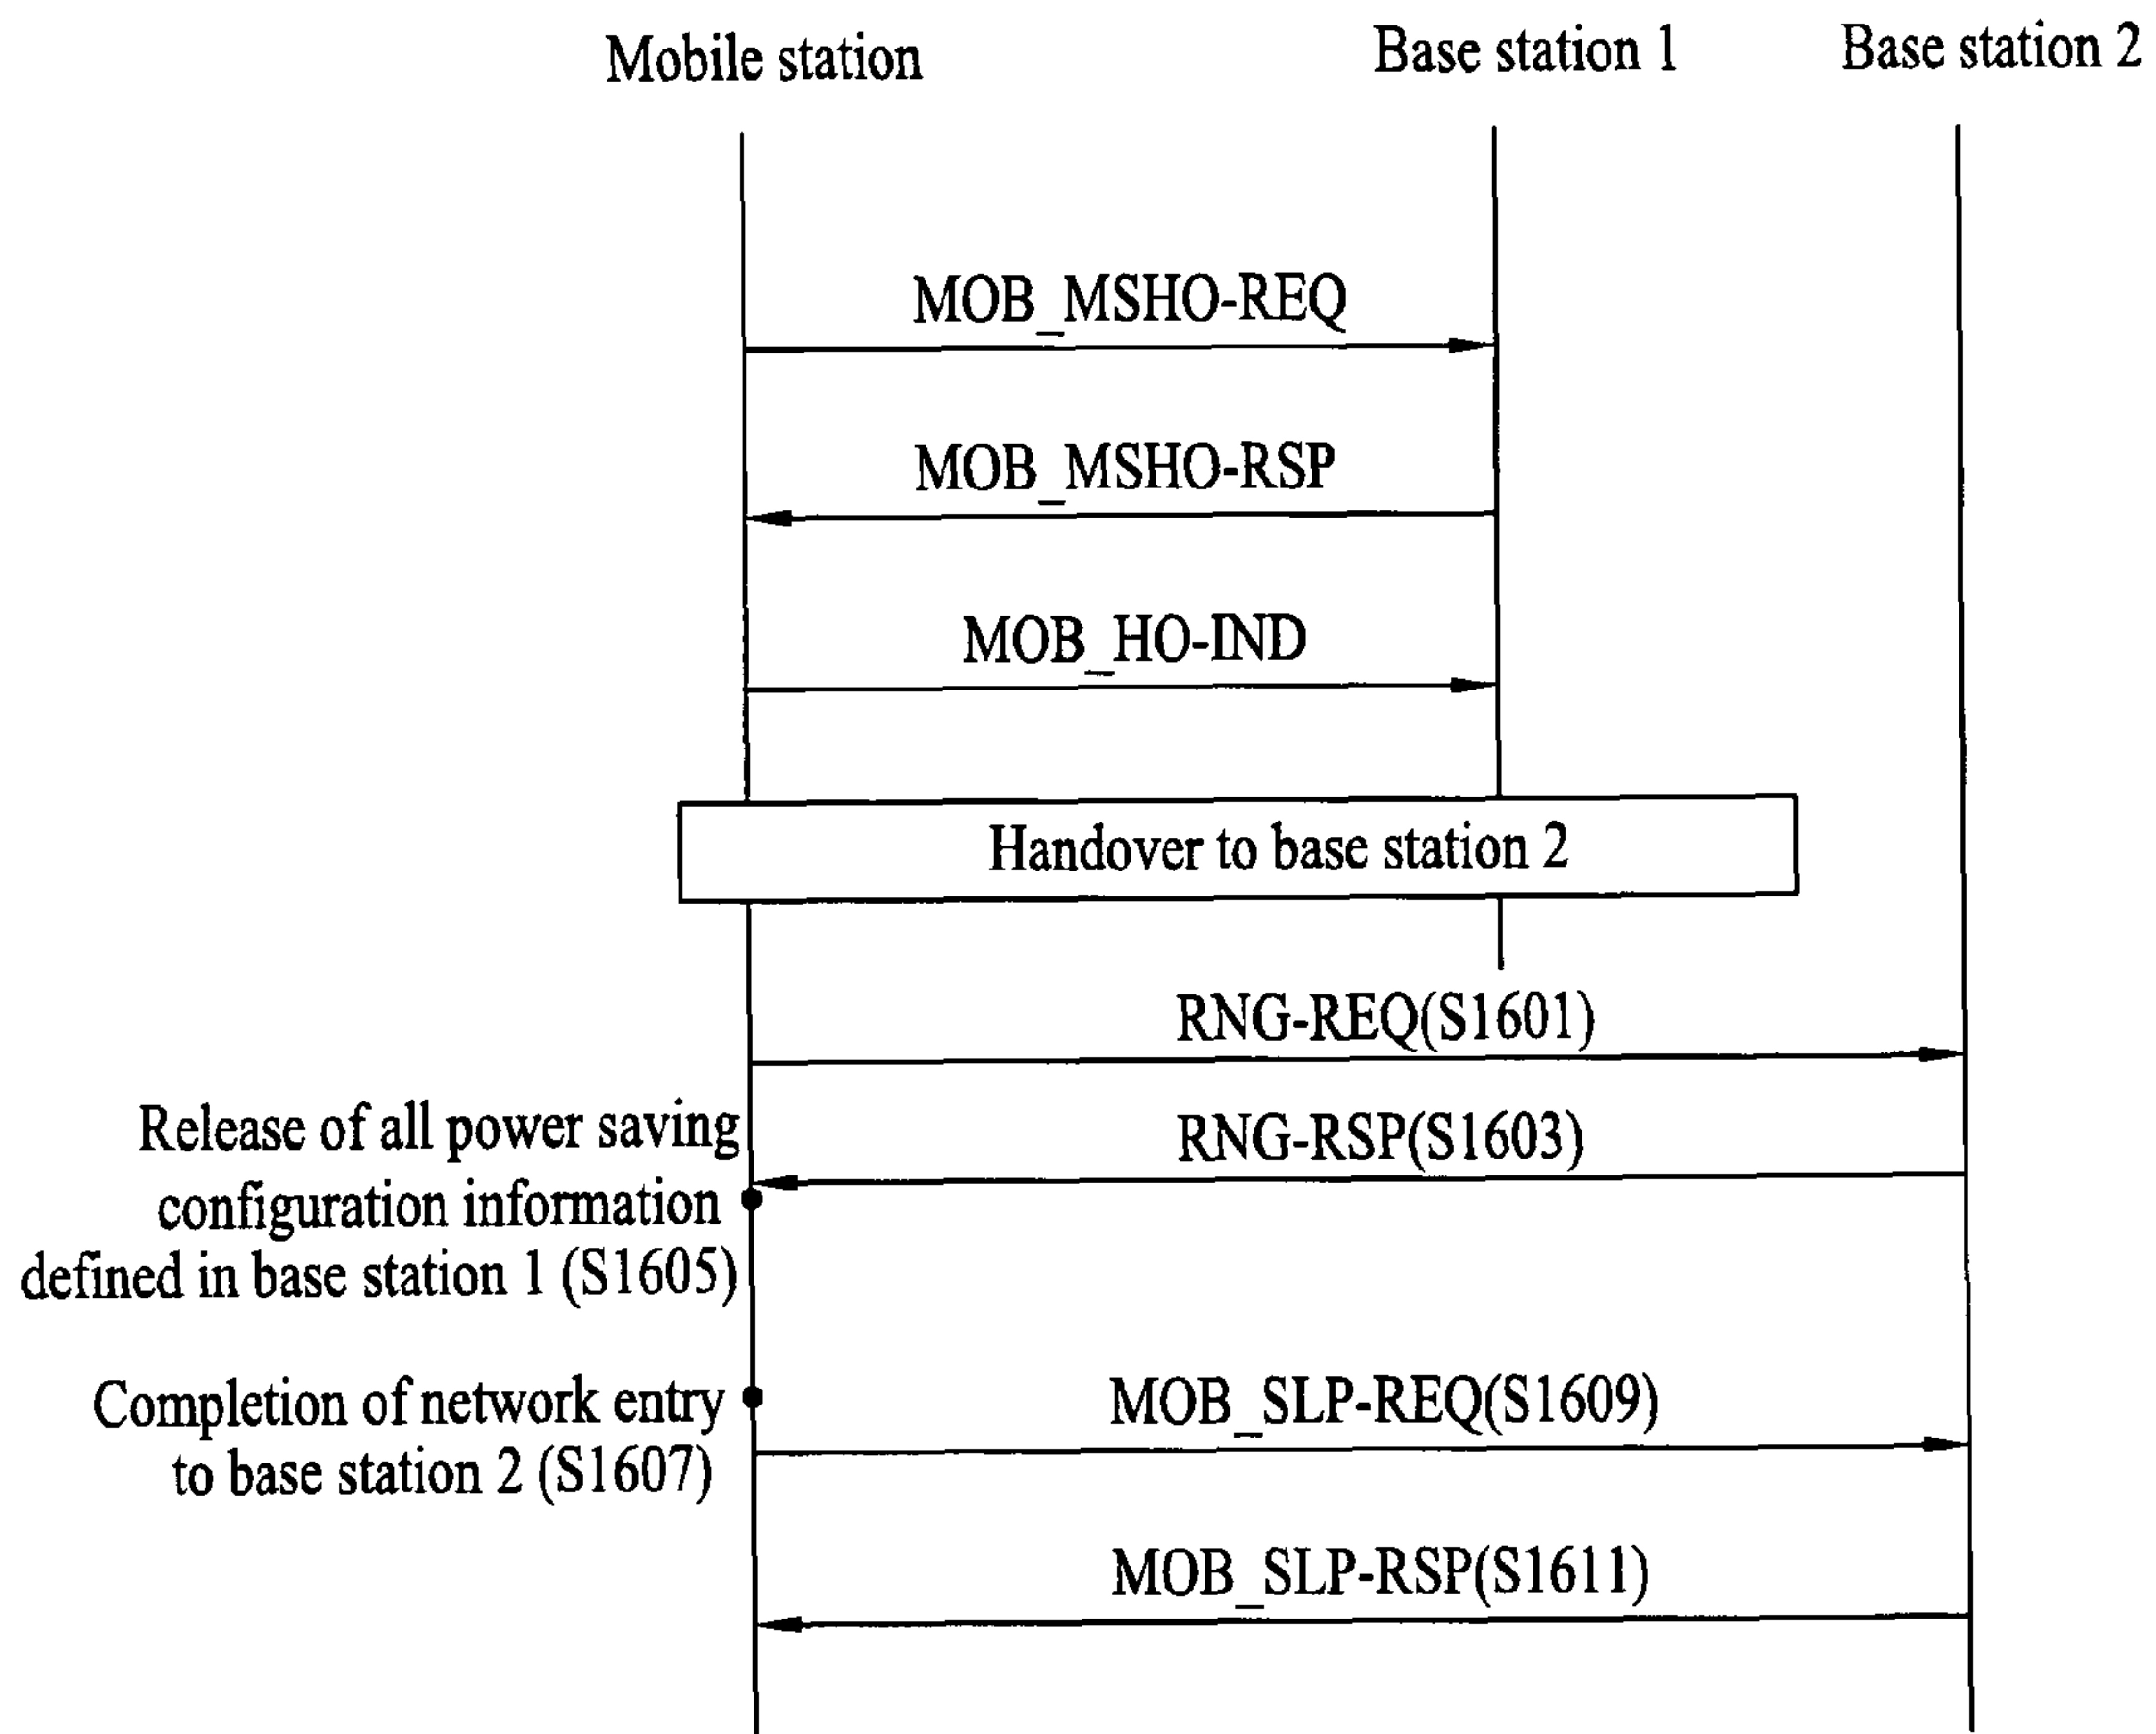 Mobile station
Base station 1
Base station 2
MOB_MSHO-REQ
MOB_MSHO-RSP
MOB_HO-IND
Handover to base station 2
RNG-REQ(S1601)
RNG-RSP(S1603)
Release of all power saving
configuration information
defined in base station 1 (S1605)
Completion of network entry
to base station 2 (S1607)
MOB_SLP-REQ(S1609)
MOB_SLP-RSP(S1611)